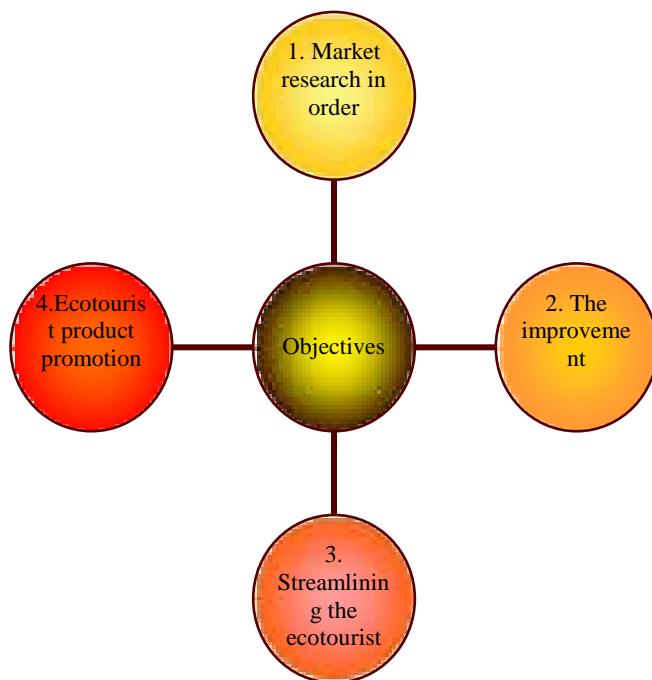 1. Market
research in
order
4.Ecotouris
t product
promotion
Objectives
2. The
improveme
nt
3.
Streamlinin
g the
ecotourist